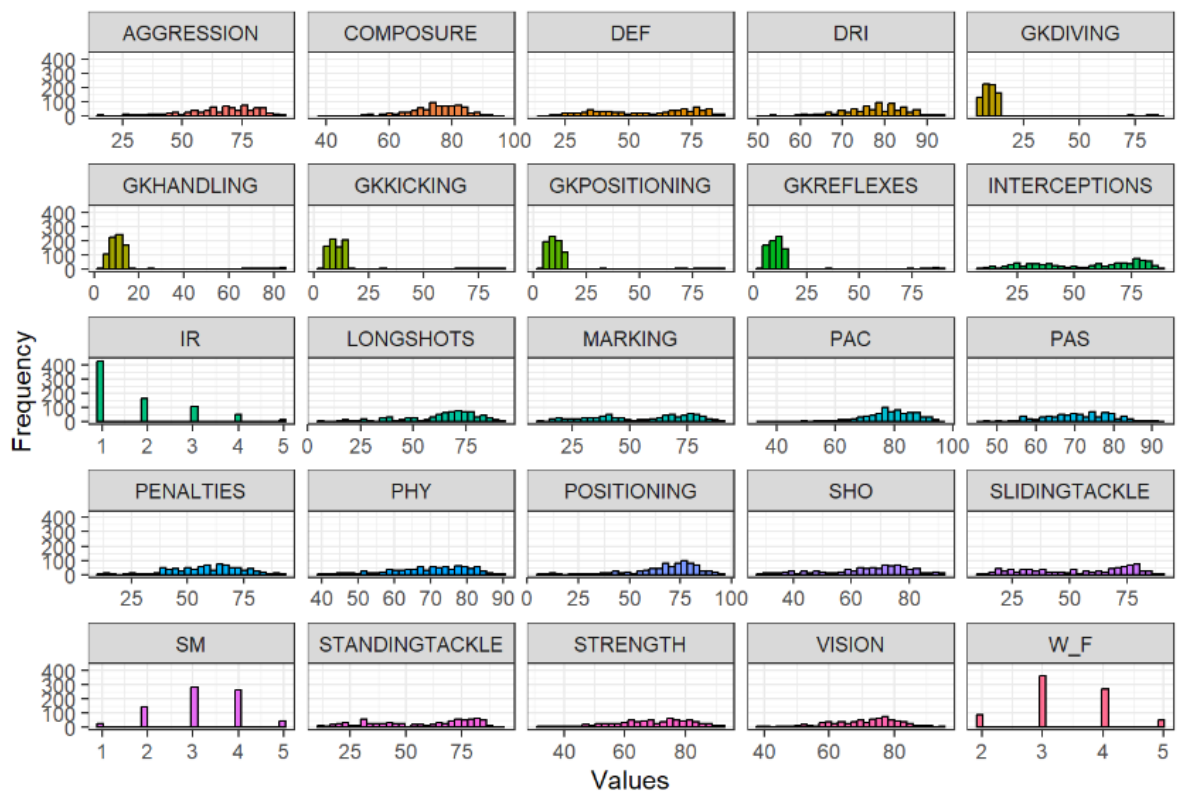 AGGRESSION COMPOSURE DEF DRI GKDIVING
400
300
200
100
0
25 50 75 40 60 80 100 25 50 75 50 60 70 80 90 25 50 75
GKHANDLING GKKICKING GKPOSITIONING GKREFLEXES INTERCEPTIONS
400
300
200
100
0
0 20 40 60 80 0 25 50 75 0 25 50 75 0 25 50 75 25 50 75
IR LONGSHOTS MARKING PAC PAS
400
300
200
100
0
1 2 3 4 5 0 25 50 75 25 50 75 40 60 80 100 50 60 70 80 90
PENALTIES PHY POSITIONING SHO SLIDINGTACKLE
400
300
200
100
0
25 50 75 40 50 60 70 80 90 0 25 50 75 100 40 60 80 25 50 75
SM STANDINGTACKLE STRENGTH VISION W_F
400
300
200
100
0
1 2 3 4 5 25 50 75 40 60 80 40 60 80 2 3 4 5
Frequency
Values